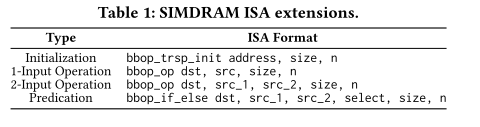 Table 1: SIMDRAM ISA extensions.
Type ISA Format
Initialization bbop_trsp_init address, size, n
1-Input Operation bbop_op dst, src, size, n
2-Input Operation bbop_op dst, src_1, src_2, size, n
Predication bbop_if_else dst, src_1, src_2, select, size, n